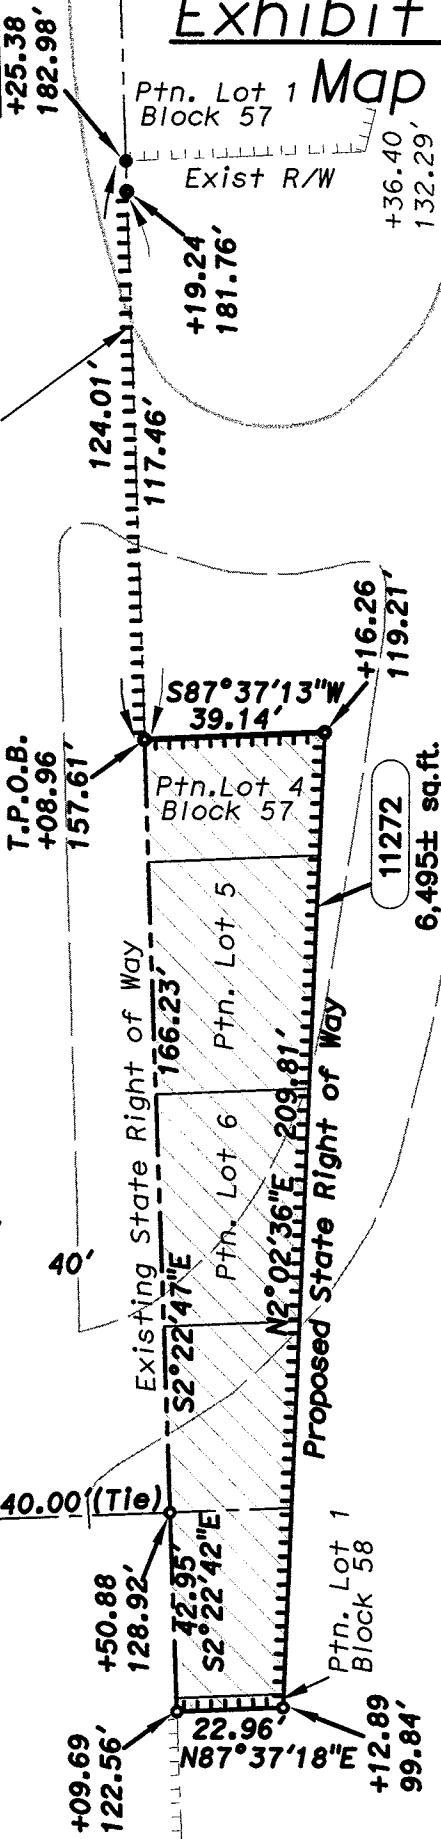 Exhibit
Map
+25.38
182.98'
Ptn. Lot 1
Block 57
Exist R/W
+36.40
132.29'
+19.24
181.76'
124.01'
117.46'
T.P.O.B.
+08.96
157.61'
S87°37'13"W
39.14'
+16.26
119.21'
Ptn.Lot 4
Block 57
11272
6,495± sq.ft.
Ptn. Lot 5
Existing State Right of Way
166.23'
S2°22'47"E
Ptn. Lot 6
209.81'
N2°02'36"E
Proposed State Right of Way
40'
40.00'(Tie)
+50.88
128.92'
42.95'
S2°22'42"E
Ptn. Lot 1
Block 58
+09.69
122.56'
22.96'
N87°37'18"E
+12.89
99.84'